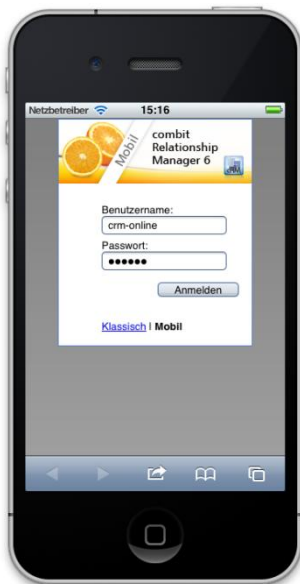 Netzbetreiber 15:16
Mobil
combit
Relationship
Manager 6
Benutzername:
crm-online
Passwort:
●●●●●●
Anmelden
Klassisch | Mobil